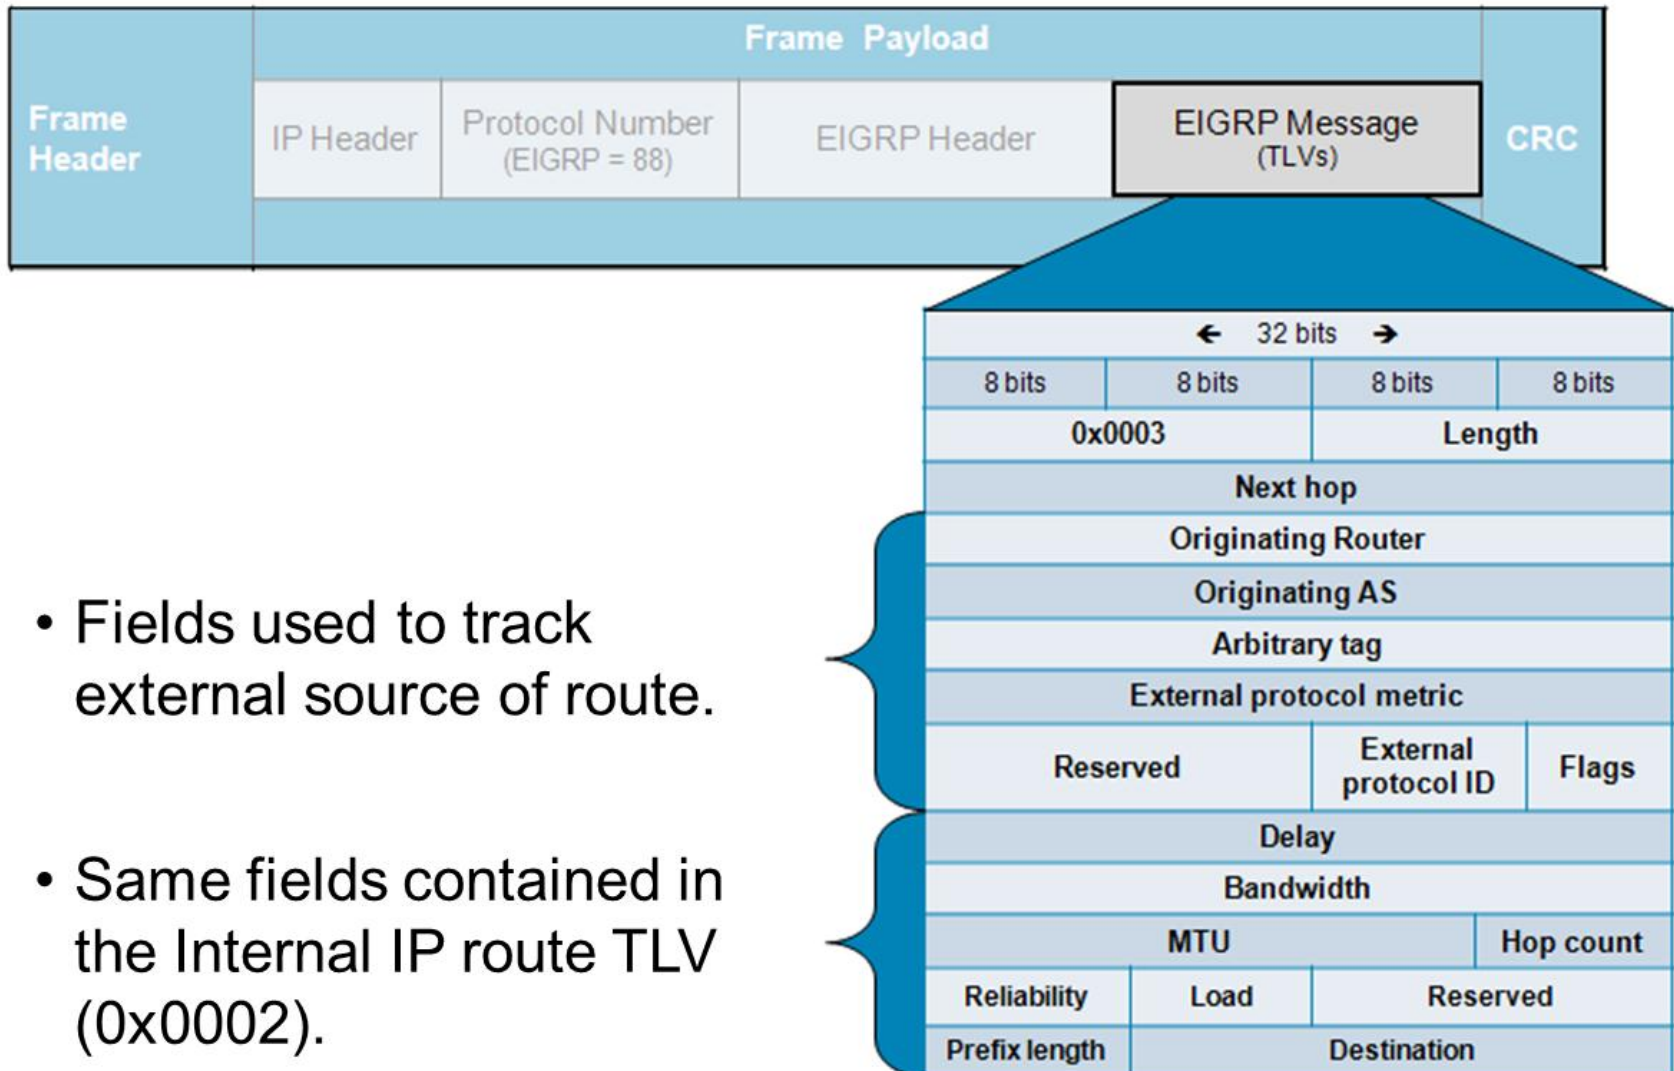 Frame Payload
Frame
Header
IP Header
Protocol Number
(EIGRP = 88)
EIGRP Header
EIGRP Message
(TLVs)
CRC
🡸 32 bits 🡺
8 bits 8 bits 8 bits 8 bits
0x0003 Length
Next hop
Originating Router
Originating AS
Arbitrary tag
External protocol metric
Reserved
External
protocol ID
Flags
Delay
Bandwidth
MTU Hop count
Reliability Load Reserved
Prefix length Destination
• Fields used to track
external source of route.
• Same fields contained in
the Internal IP route TLV
(0x0002).